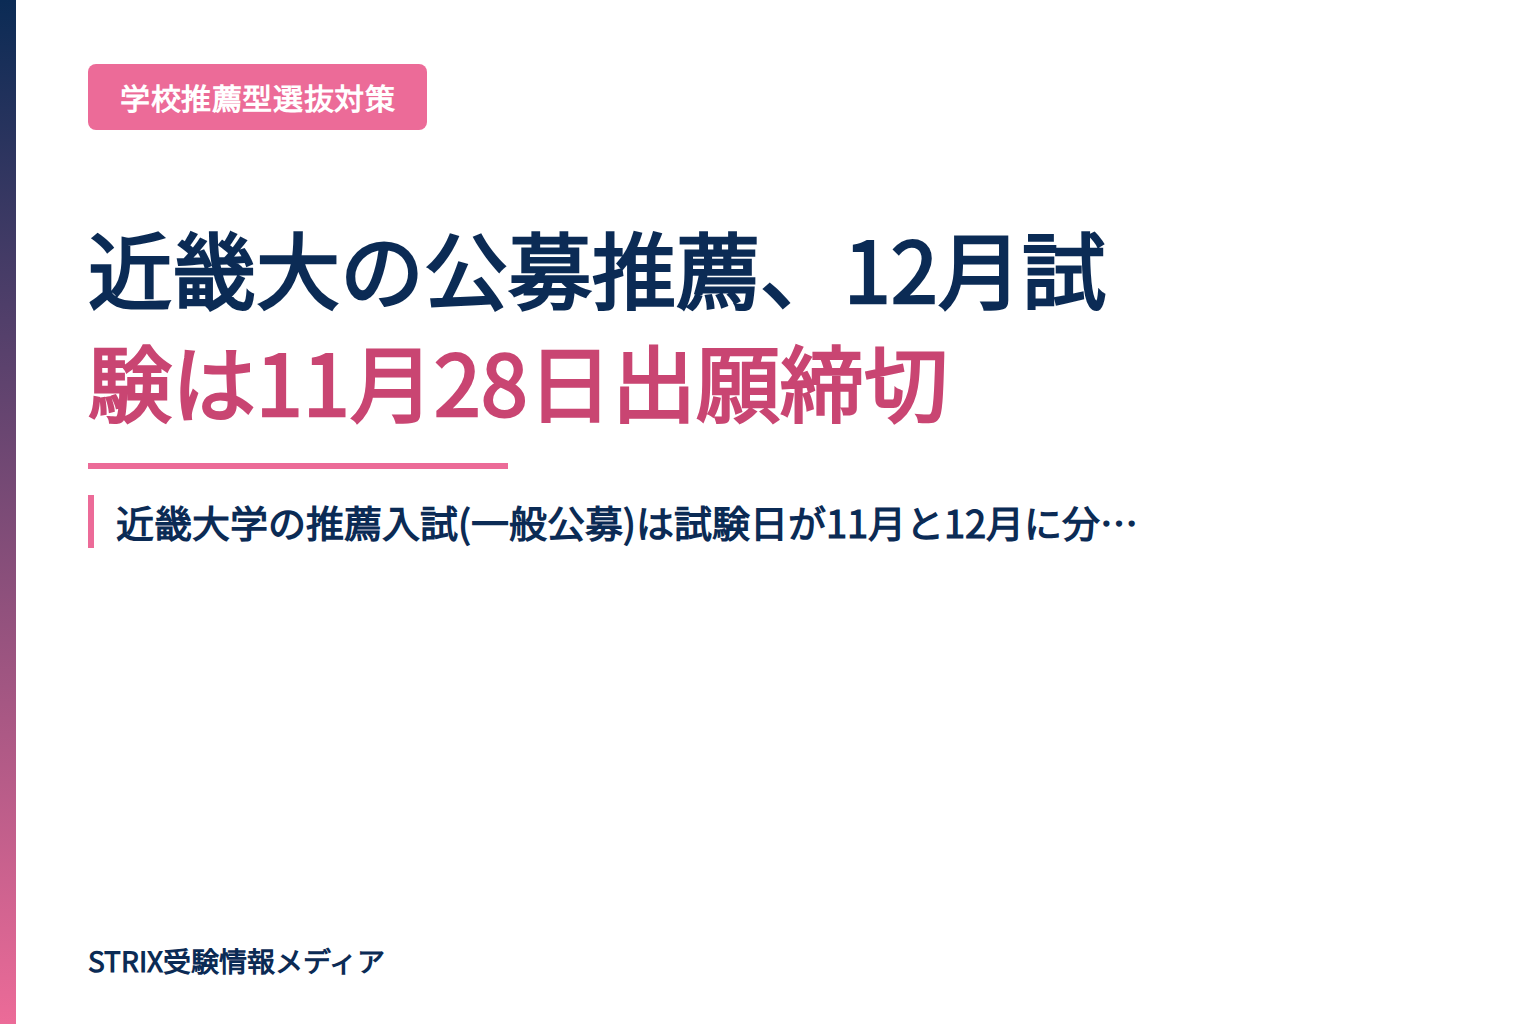 学校推薦型選抜対策
近畿大の公募推薦、12月試
験は11月28日出願締切
近畿大学の推薦入試(一般公募)は試験日が11月と12月に分…
STRIX受験情報メディア